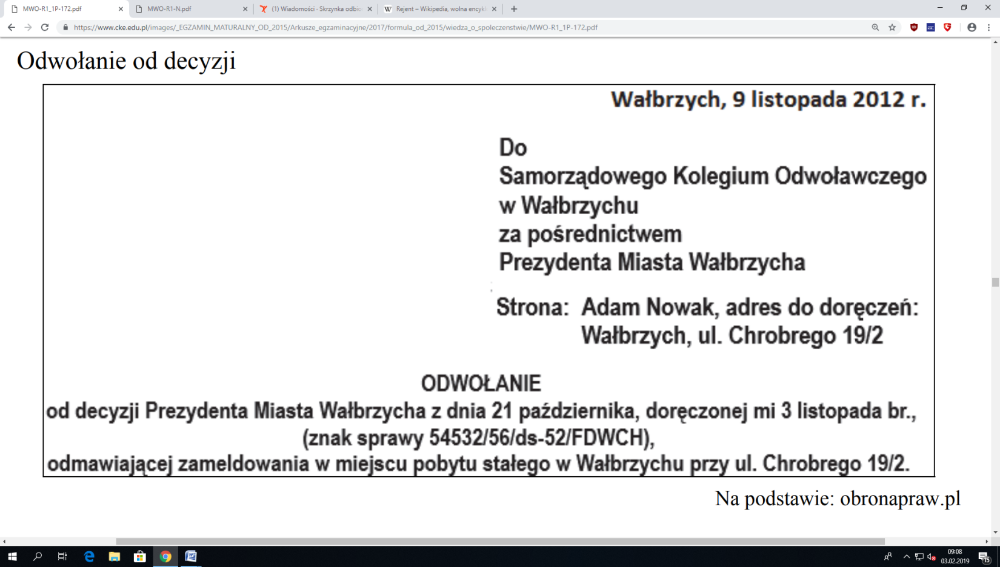 MWO-R1_1P-172.pdf
MWO-R1-N.pdf
(1) Wiadomości - Skrzynka odbio
Rejent – Wikipedia, wolna encykl
https://www.cke.edu.pl/images/_EGZAMIN_MATURALNY_OD_2015/Arkusze_egzaminacyjne/2017/formula_od_2015/wiedza_o_spoleczenstwie/MWO-R1_1P-172.pdf
Odwołanie od decyzji
Wałbrzych, 9 listopada 2012 r.
Do
Samorządowego Kolegium Odwoławczego
w Wałbrzychu
za pośrednictwem
Prezydenta Miasta Wałbrzycha
Strona: Adam Nowak, adres do doręczeń:
Wałbrzych, ul. Chrobrego 19/2
ODWOŁANIE
od decyzji Prezydenta Miasta Wałbrzycha z dnia 21 października, doręczonej mi 3 listopada br.,
(znak sprawy 54532/56/ds-52/FDWCH),
odmawiającej zameldowania w miejscu pobytu stałego w Wałbrzychu przy ul. Chrobrego 19/2.
Na podstawie: obronapraw.pl
09:08
03.02.2019
15